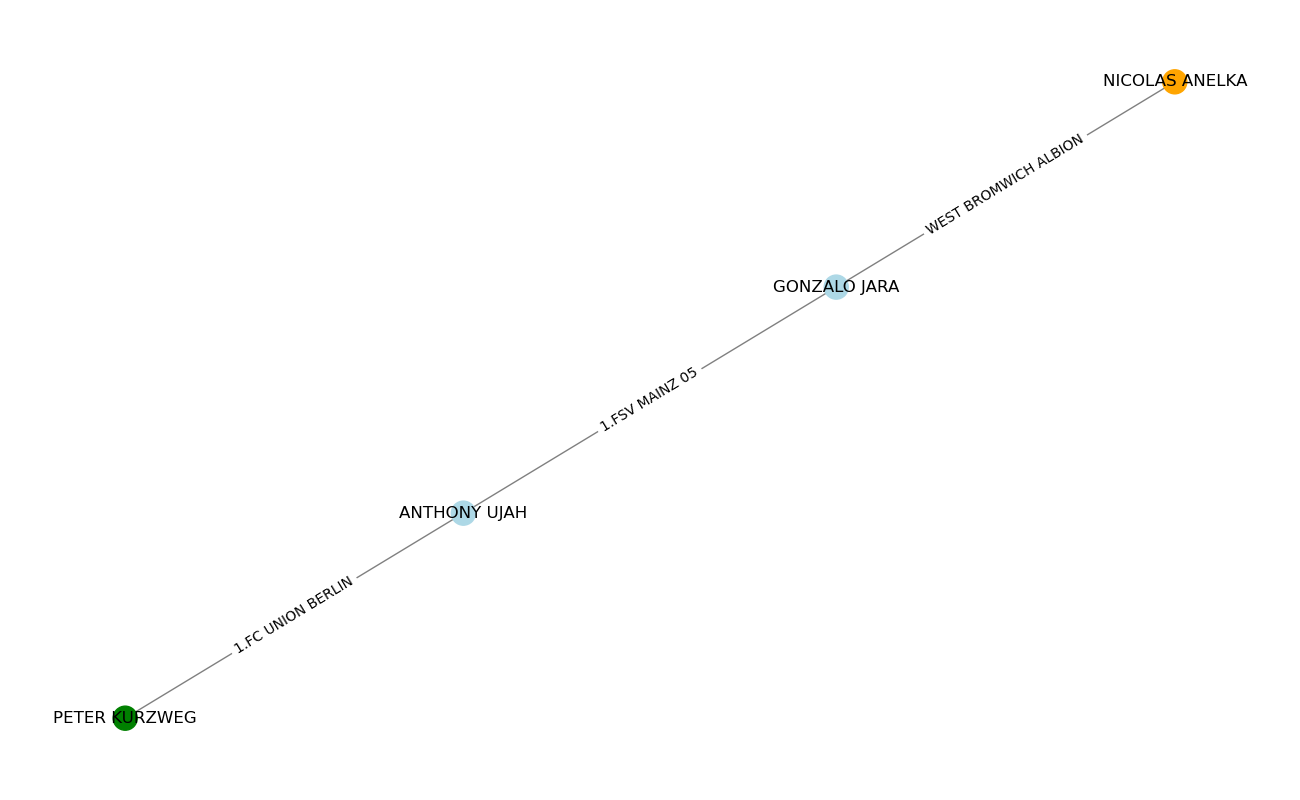 NICOLAS ANELKA
WEST BROMWICH ALBION
GONZALO JARA
1.FSV MAINZ 05
ANTHONY UJAH
1.FC UNION BERLIN
PETER KURZWEG